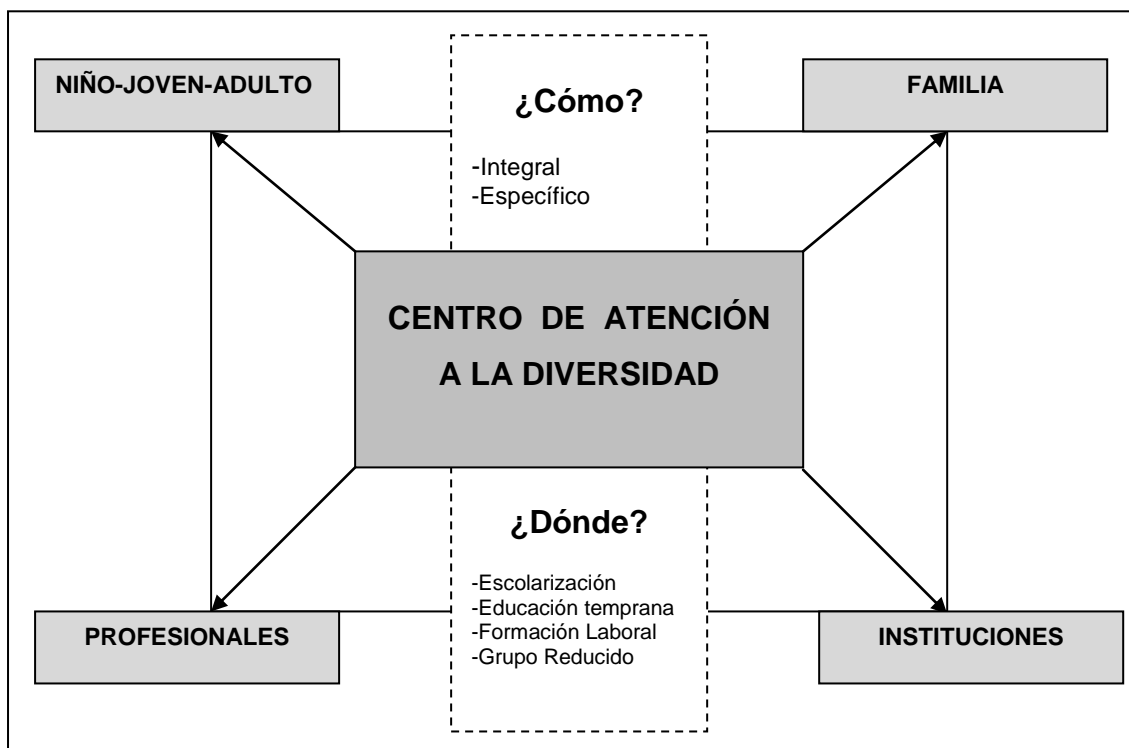 NIÑO-JOVEN-ADULTO
FAMILIA
¿Cómo?
-Integral
-Específico
CENTRO DE ATENCIÓN
A LA DIVERSIDAD
¿Dónde?
-Escolarización
-Educación temprana
-Formación Laboral
-Grupo Reducido
PROFESIONALES
INSTITUCIONES